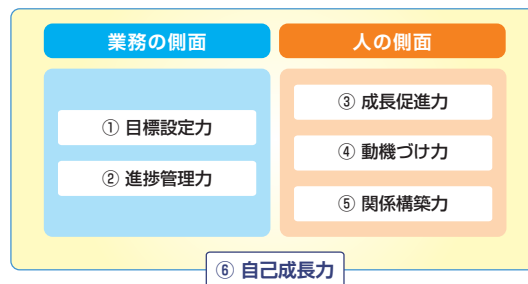 業務の側面
人の側面
① 目標設定力
② 進捗管理力
③ 成長促進力
④ 動機づけ力
⑤ 関係構築力
⑥ 自己成長力